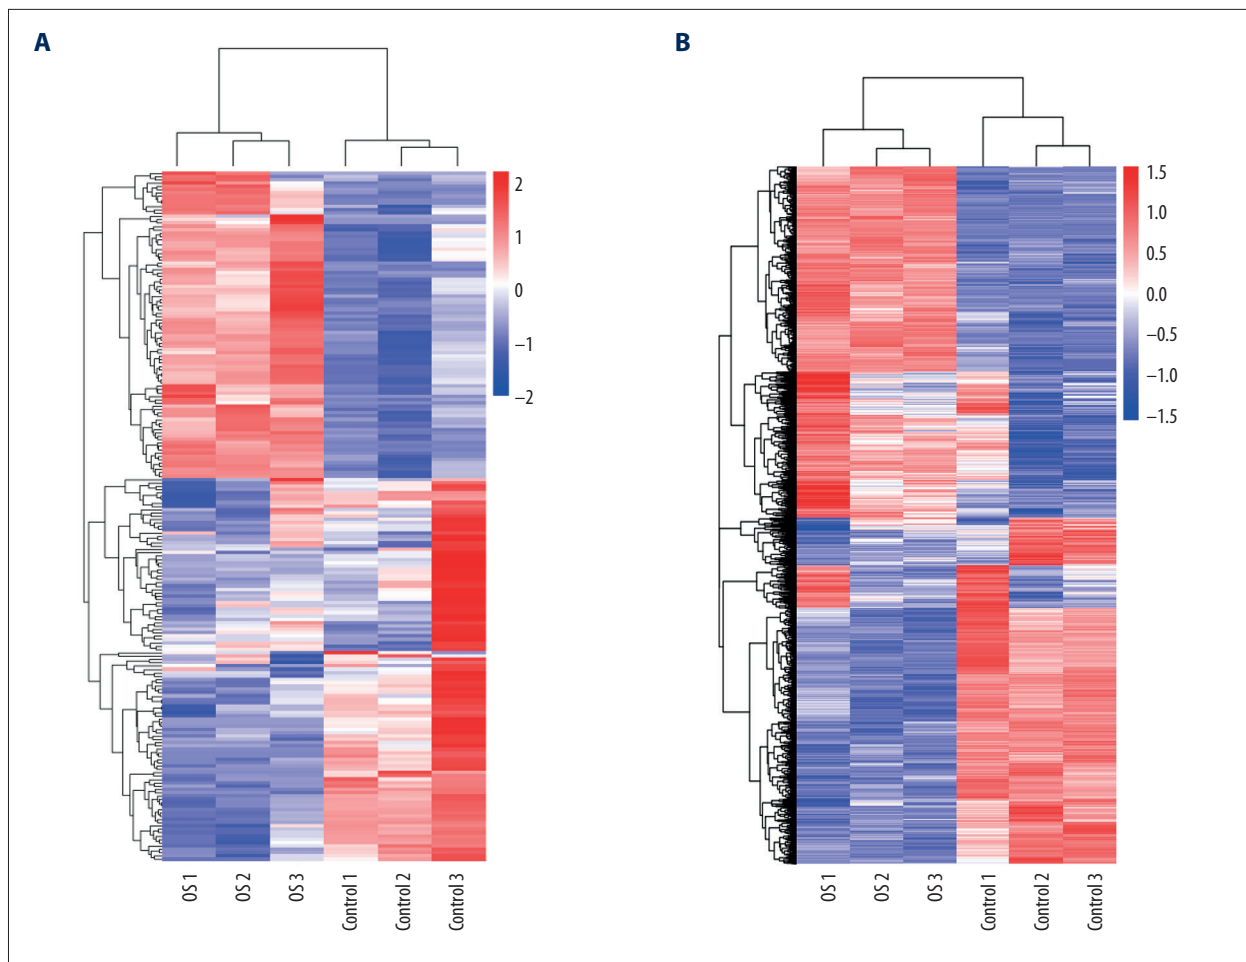 A
B
2
1
0
−1
−2
1.5
1.0
0.5
0.0
−0.5
−1.0
−1.5
OS 1
OS 2
OS 3
Control 1
Control 2
Control 3
OS 1
OS 2
OS 3
Control 1
Control 2
Control 3